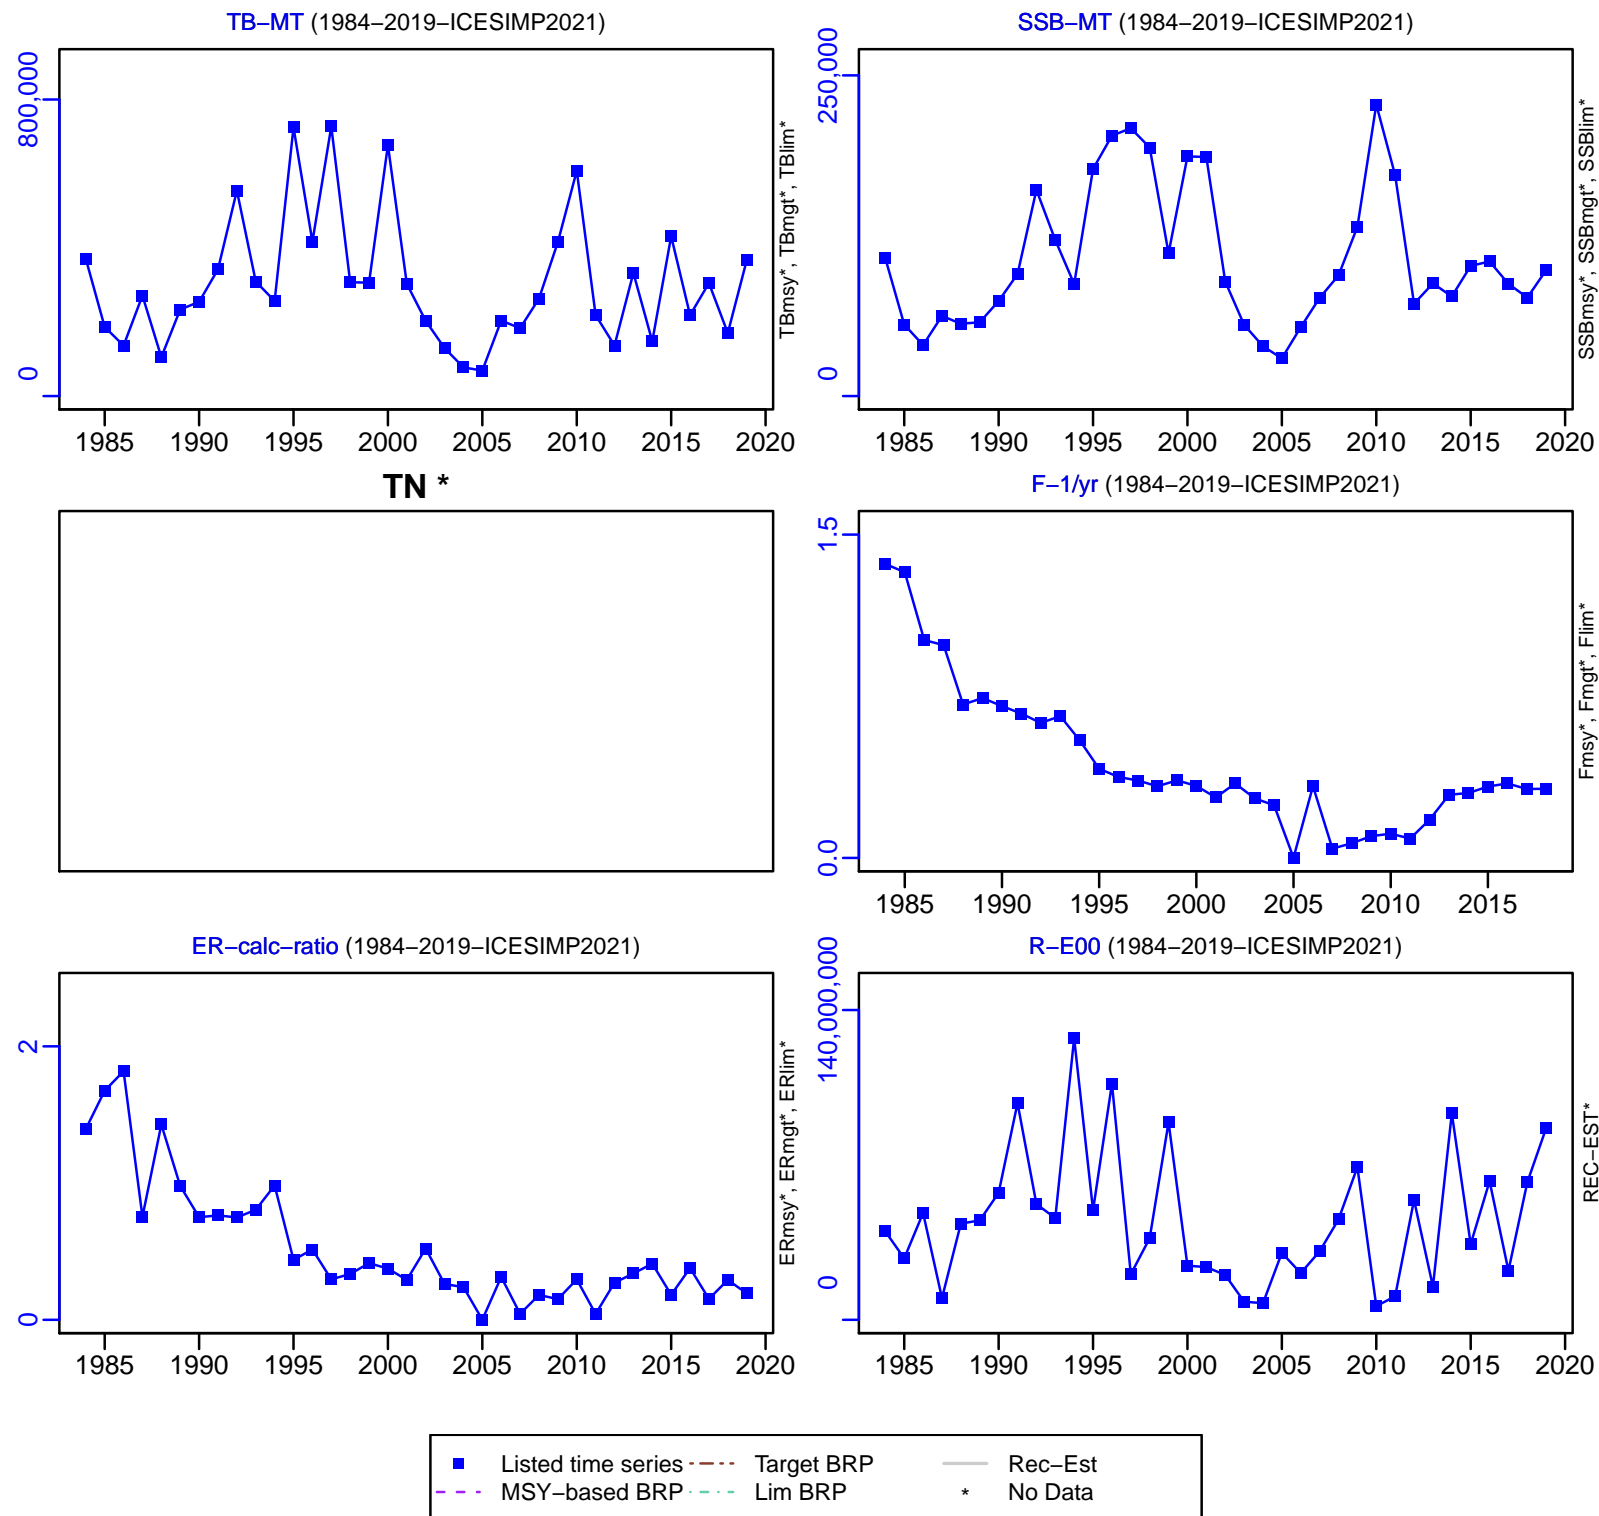 TB−MT (1984−2019−ICESIMP2021)
800,000
0
TBmsy*, TBmgt*, TBlim*
1985 1990 1995 2000 2005 2010 2015 2020
SSB−MT (1984−2019−ICESIMP2021)
250,000
0
SSBmsy*, SSBmgt*, SSBlim*
1985 1990 1995 2000 2005 2010 2015 2020
TN *
F−1/yr (1984−2019−ICESIMP2021)
1.5
0.0
Fmsy*, Fmgt*, Flim*
1985 1990 1995 2000 2005 2010 2015
ER−calc−ratio (1984−2019−ICESIMP2021)
2
0
ERmsy*, ERmgt*, ERlim*
1985 1990 1995 2000 2005 2010 2015 2020
R−E00 (1984−2019−ICESIMP2021)
140,000,000
0
REC−EST*
1985 1990 1995 2000 2005 2010 2015 2020
Listed time series Target BRP Rec−Est
MSY−based BRP Lim BRP * No Data